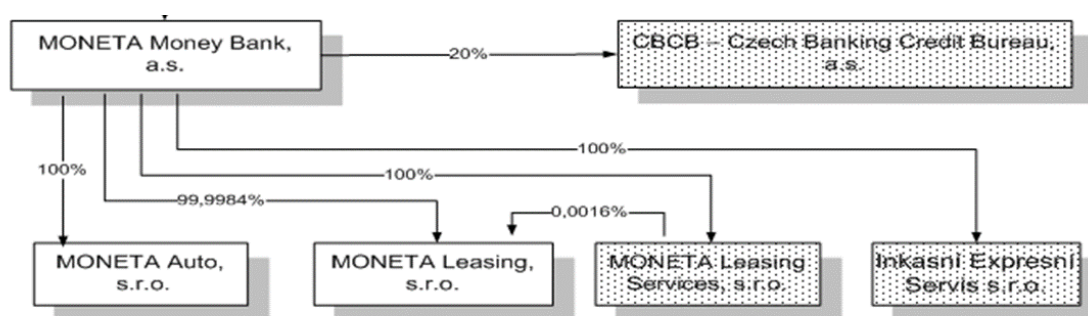 MONETA Money Bank,
a.s.
20%
CBCB – Czech Banking Credit Bureau,
a.s.
100%
100%
100%
99,9984%
0,0016%
MONETA Auto,
s.r.o.
MONETA Leasing,
s.r.o.
MONETA Leasing
Services, s.r.o.
Inkasní Expresní
Servis s.r.o.